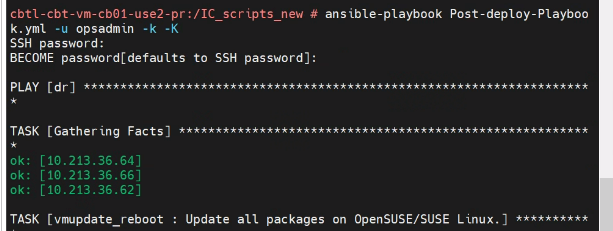 cbtl-cbt-vm-cb01-use2-pr:/IC_scripts_new # ansible-playbook Post-deploy-Playboo
k.yml -u opsadmin -k -K
SSH password:
BECOME password[defaults to SSH password]:
PLAY [dr] *******************************************************************
*
TASK [Gathering Facts] ******************************************************
*
ok: [10.213.36.64]
ok: [10.213.36.66]
ok: [10.213.36.62]
TASK [vmupdate_reboot : Update all packages on OpenSUSE/SUSE Linux.] **********